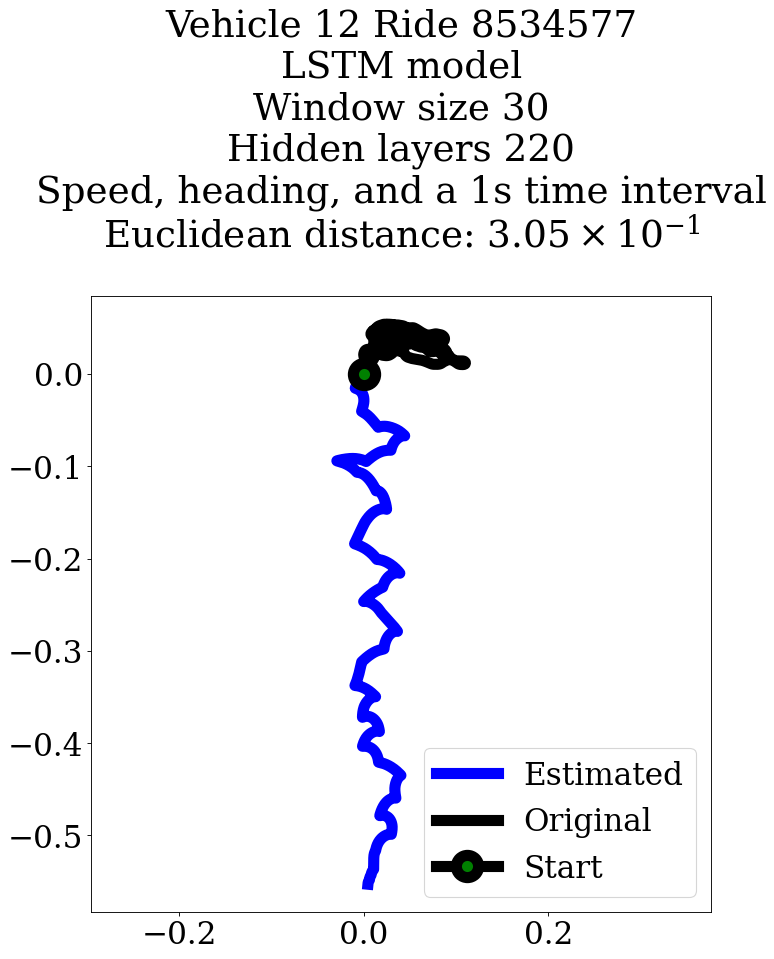 Vehicle 12 Ride 8534577
LSTM model
Window size 30
Hidden layers 220
Speed, heading, and a 1s time interval
Euclidean distance: 3.05 × 10⁻¹
0.0
−0.1
−0.2
−0.3
−0.4
−0.5
Estimated
Original
Start
−0.2 0.0 0.2